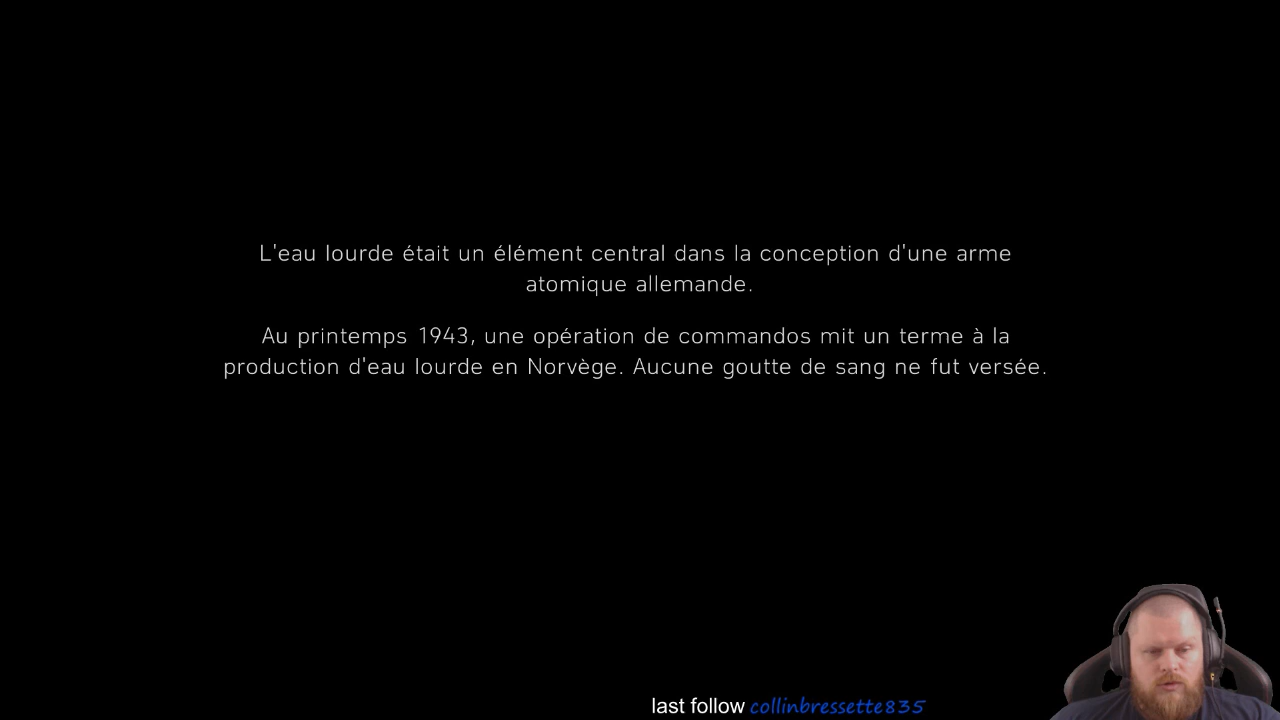 L'eau lourde était un élément central dans la conception d'une arme
atomique allemande.
Au printemps 1943, une opération de commandos mit un terme à la
production d'eau lourde en Norvège. Aucune goutte de sang ne fut versée.
last follow collinbressette835